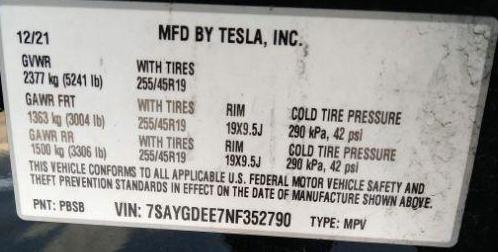 12/21 MFD BY TESLA, INC.
GVWR WITH TIRES
2377 kg (5241 lb) 255/45R19
GAWR FRT WITH TIRES RIM COLD TIRE PRESSURE
1363 kg (3004 lb) 255/45R19 19X9.5J 290 kPa, 42 psi
GAWR RR WITH TIRES RIM COLD TIRE PRESSURE
1500 kg (3306 lb) 255/45R19 19X9.5J 290 kPa, 42 psi
THIS VEHICLE CONFORMS TO ALL APPLICABLE U.S. FEDERAL MOTOR VEHICLE SAFETY AND
THEFT PREVENTION STANDARDS IN EFFECT ON THE DATE OF MANUFACTURE SHOWN ABOVE.
PNT: PBSB VIN: 7SAYGDEE7NF352790 TYPE: MPV